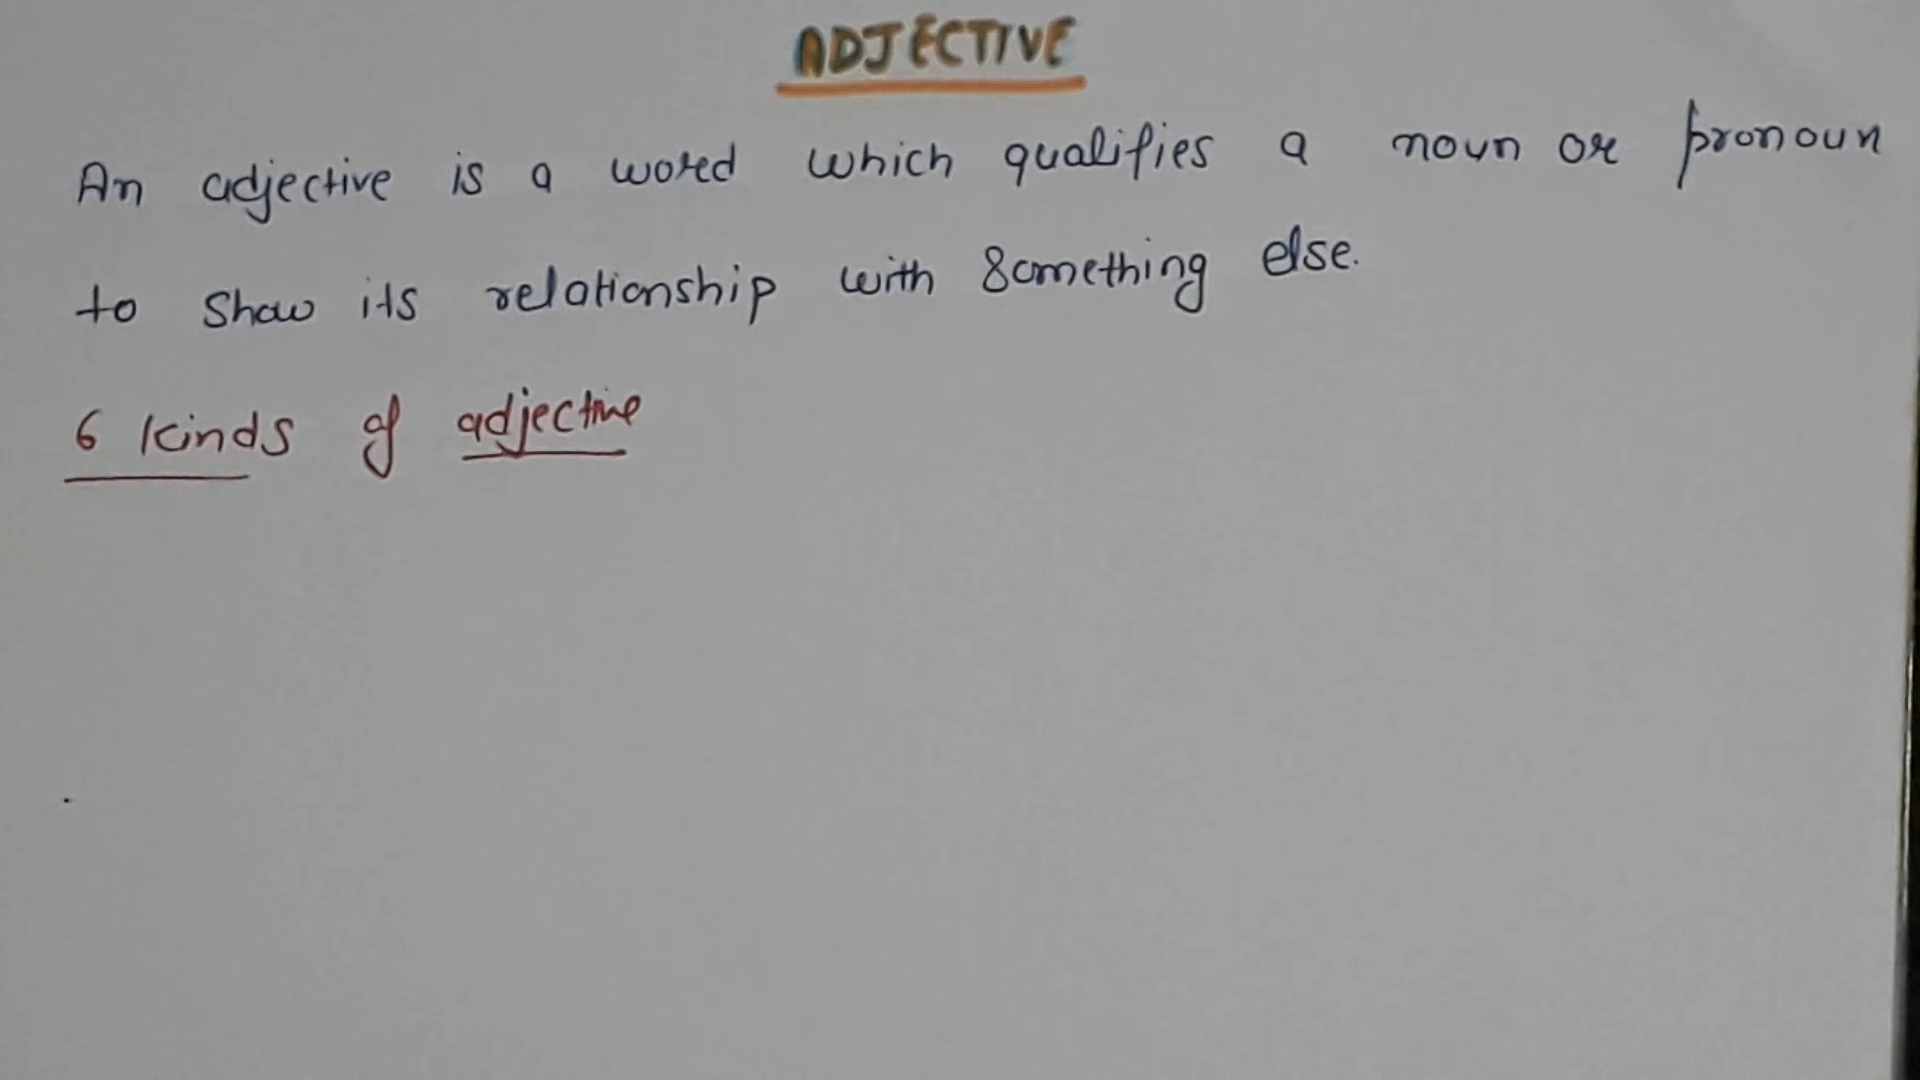 ADJECTIVE
An adjective is a word which qualifies a noun or pronoun
to show its relationship with something else.
6 kinds of adjective